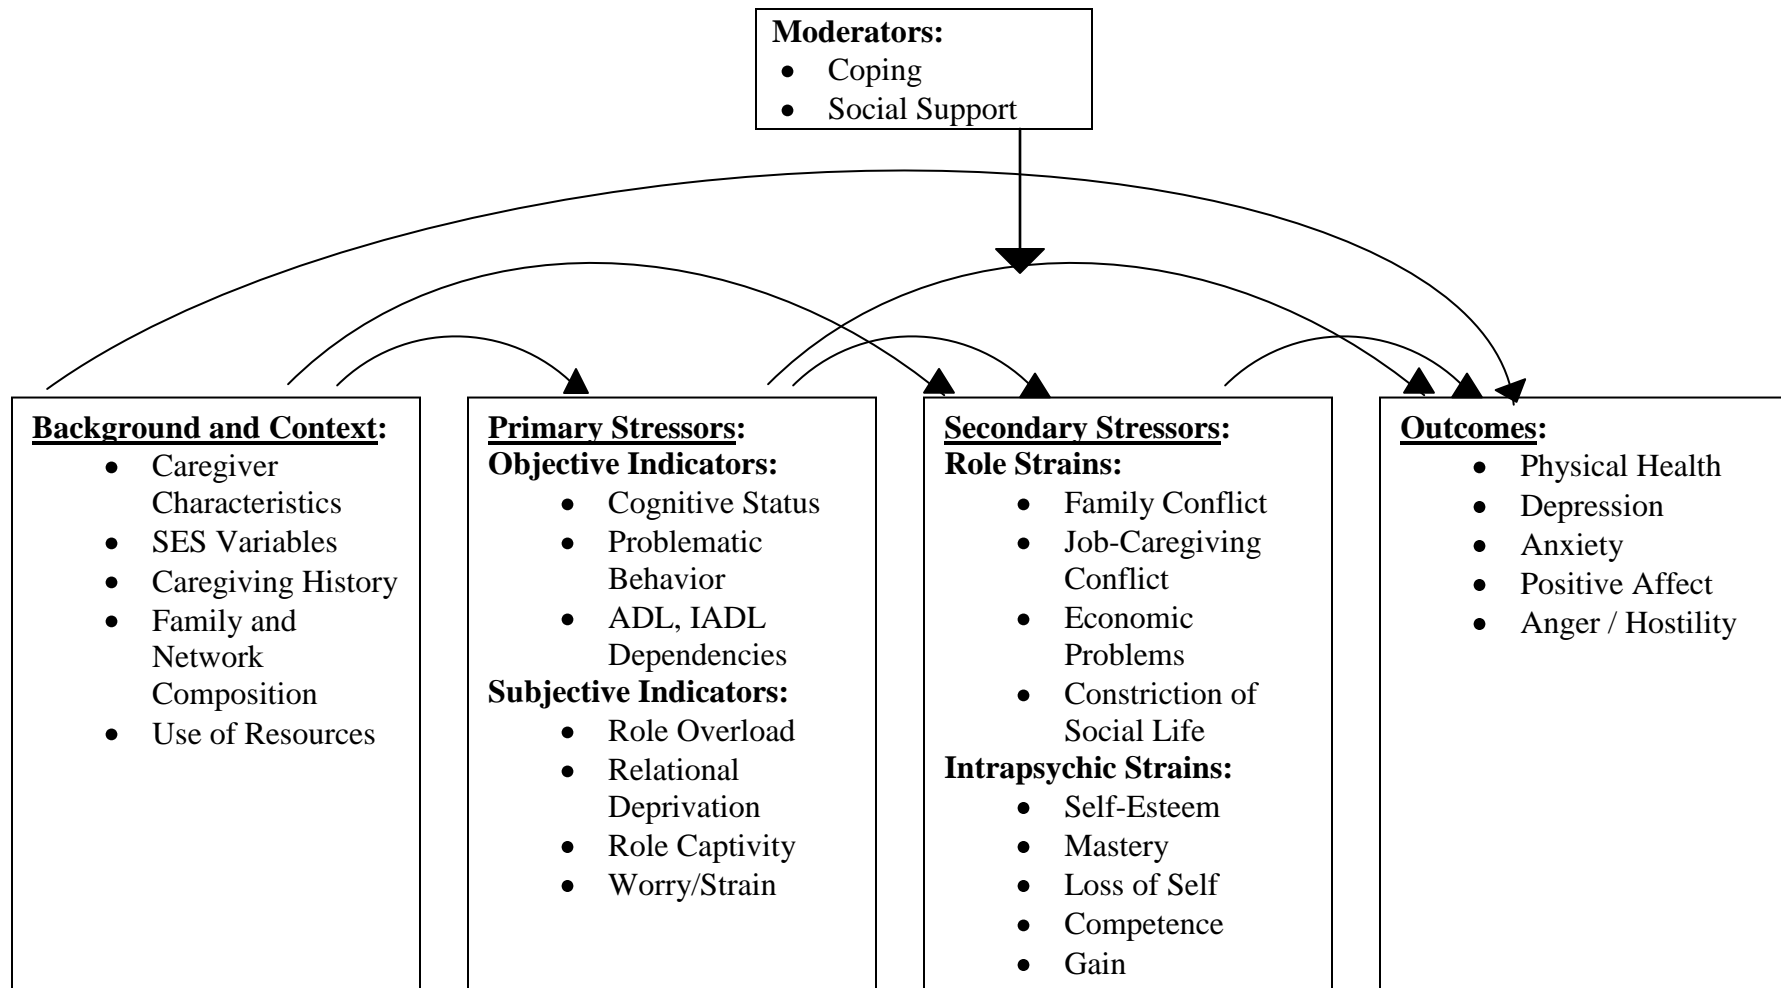 Moderators:
• Coping
• Social Support
Background and Context:
• Caregiver
Characteristics
• SES Variables
• Caregiving History
• Family and
Network
Composition
• Use of Resources
Primary Stressors:
Objective Indicators:
• Cognitive Status
• Problematic
Behavior
• ADL, IADL
Dependencies
Subjective Indicators:
• Role Overload
• Relational
Deprivation
• Role Captivity
• Worry/Strain
Secondary Stressors:
Role Strains:
• Family Conflict
• Job-Caregiving
Conflict
• Economic
Problems
• Constriction of
Social Life
Intrapsychic Strains:
• Self-Esteem
• Mastery
• Loss of Self
• Competence
• Gain
Outcomes:
• Physical Health
• Depression
• Anxiety
• Positive Affect
• Anger / Hostility